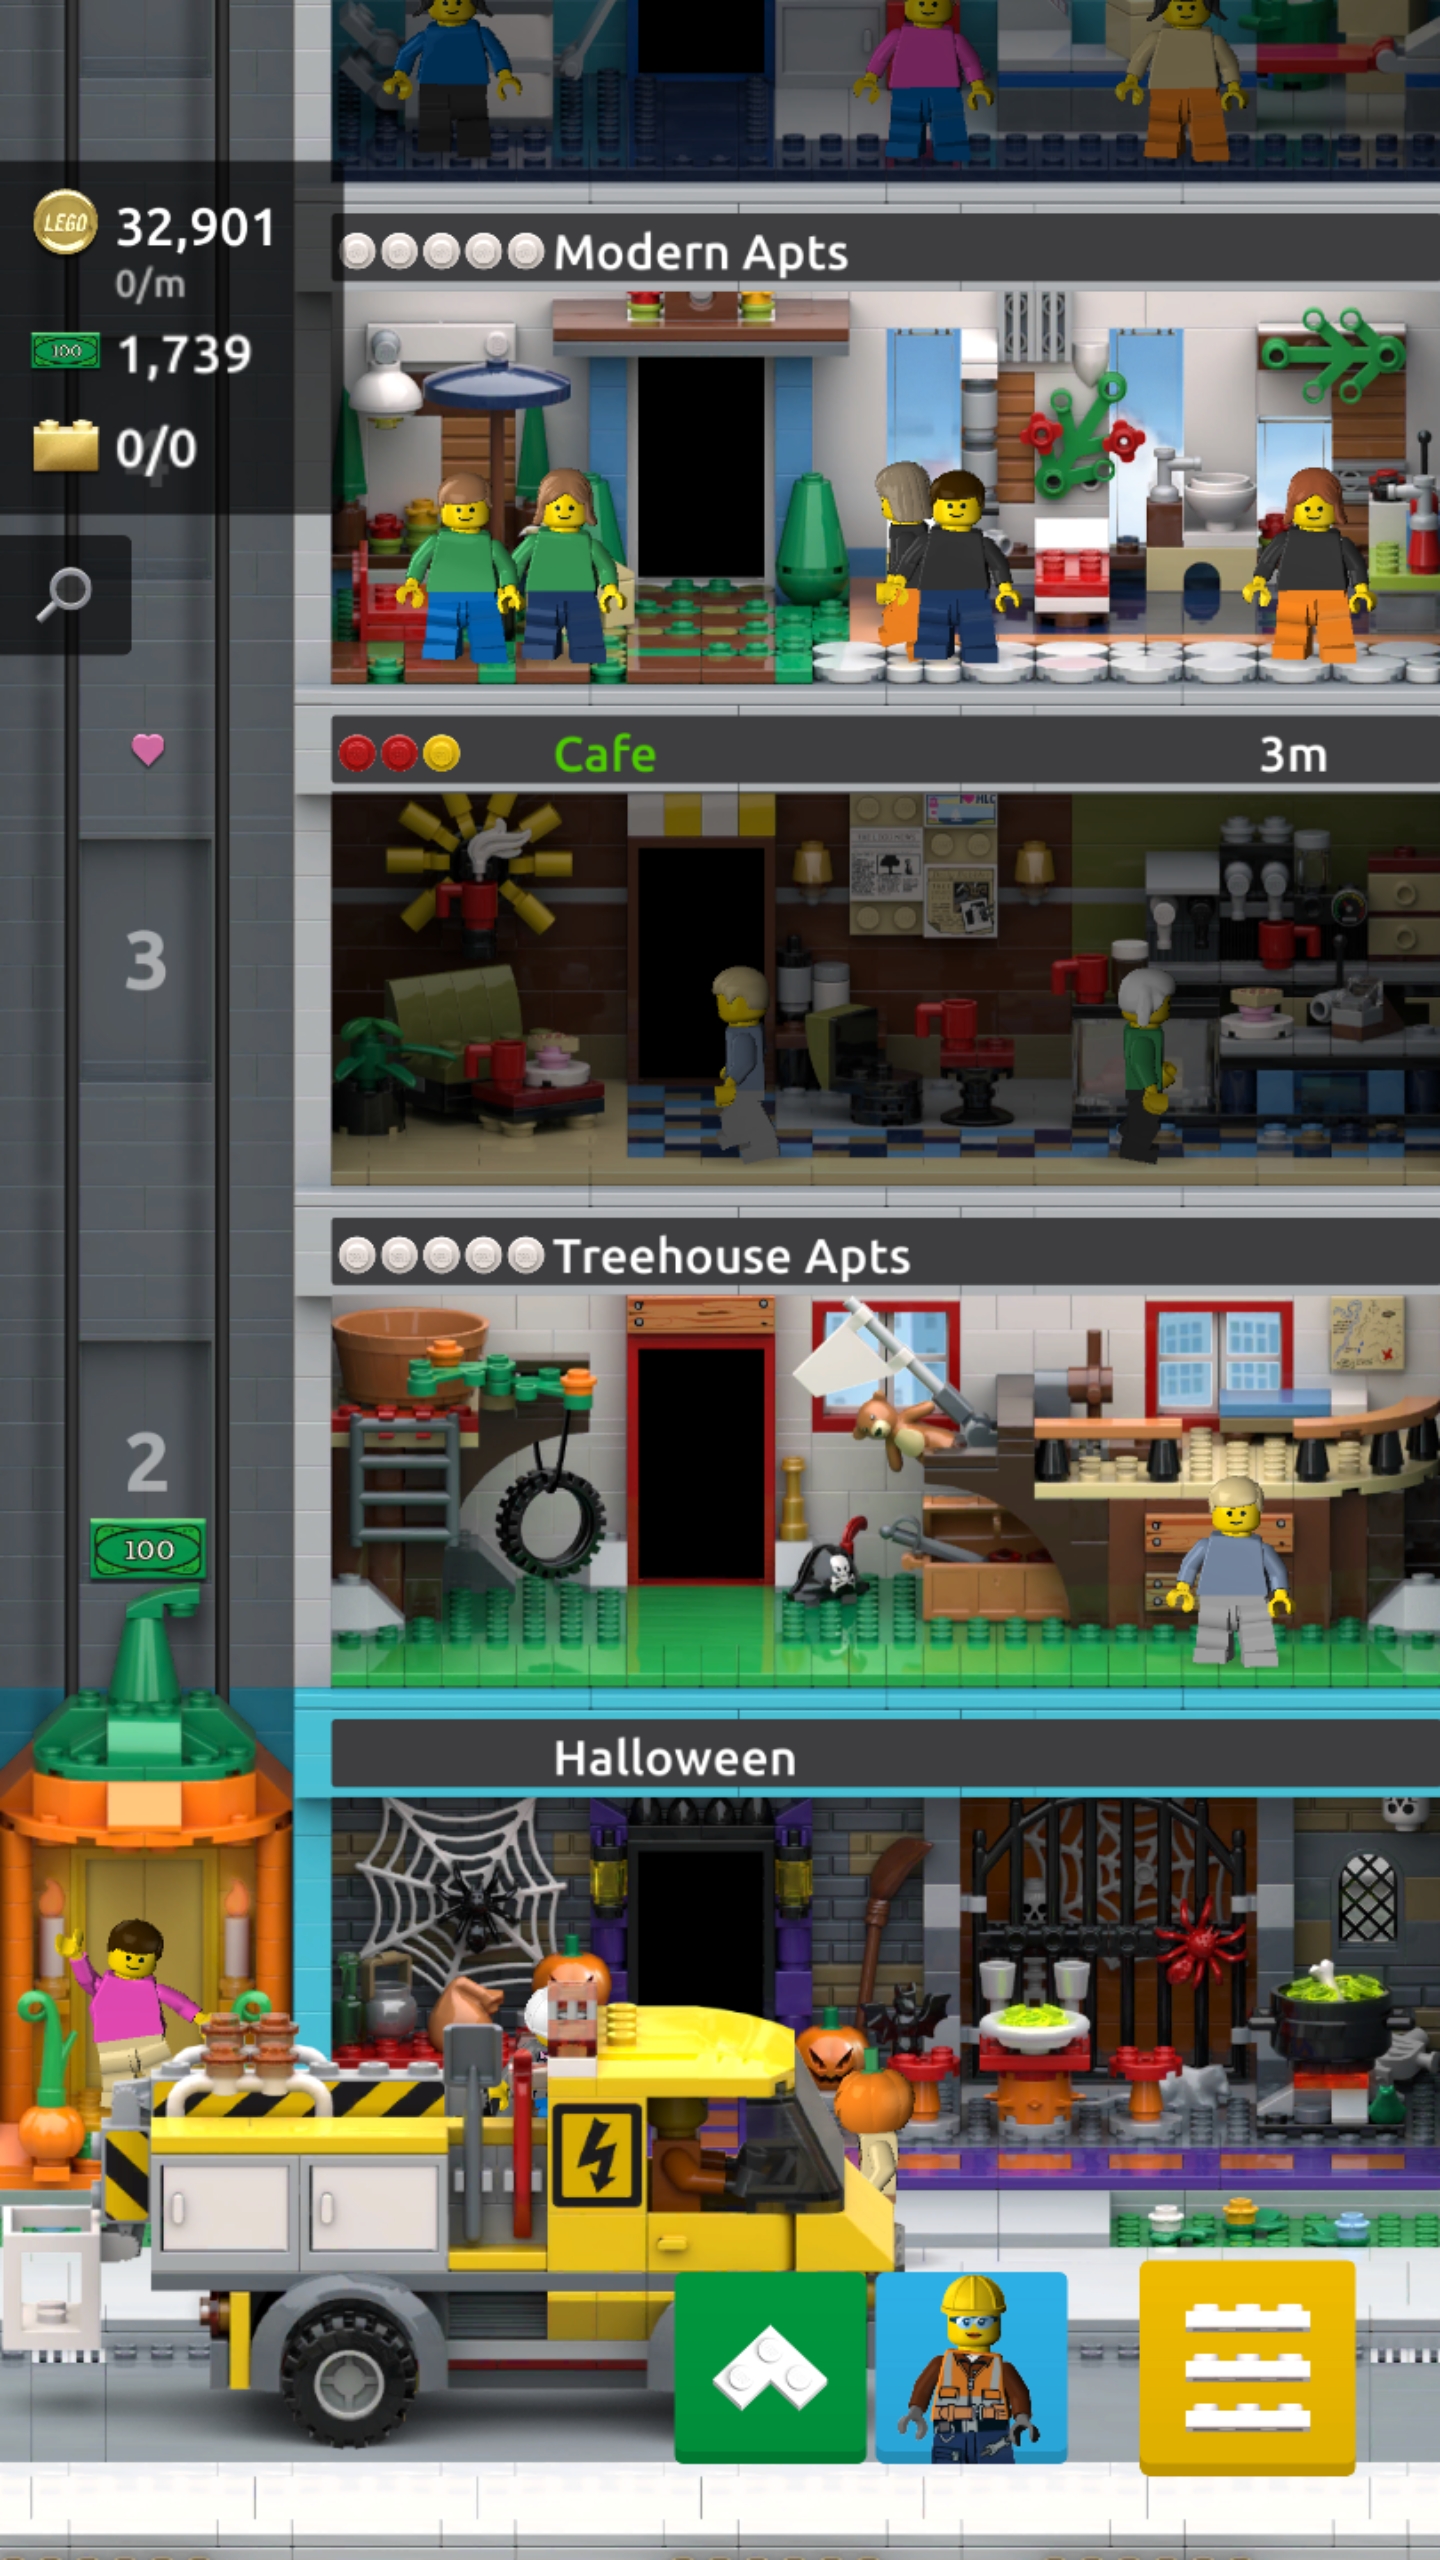 LEGO 32,901
0/m
100 1,739
0/0
Modern Apts
Cafe 3m
3
Treehouse Apts
2
100
Halloween